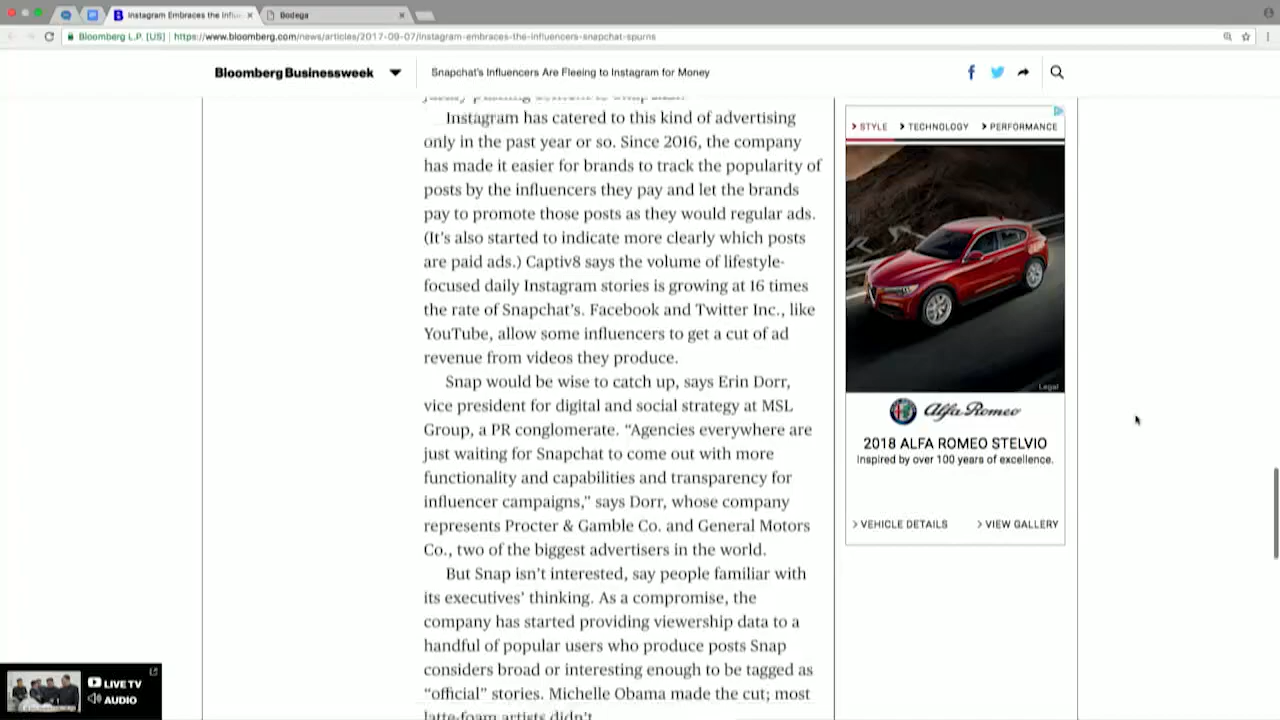 Instagram Embraces the Influ
Bodega
Bloomberg L.P. [US] | https://www.bloomberg.com/news/articles/2017-09-07/instagram-embraces-the-influencers-snapchat-spurns
Bloomberg Businessweek
Snapchat's Influencers Are Fleeing to Instagram for Money
Instagram has catered to this kind of advertising
only in the past year or so. Since 2016, the company
has made it easier for brands to track the popularity of
posts by the influencers they pay and let the brands
pay to promote those posts as they would regular ads.
(It's also started to indicate more clearly which posts
are paid ads.) Captiv8 says the volume of lifestyle-
focused daily Instagram stories is growing at 16 times
the rate of Snapchat's. Facebook and Twitter Inc., like
YouTube, allow some influencers to get a cut of ad
revenue from videos they produce.
Snap would be wise to catch up, says Erin Dorr,
vice president for digital and social strategy at MSL
Group, a PR conglomerate. “Agencies everywhere are
just waiting for Snapchat to come out with more
functionality and capabilities and transparency for
influencer campaigns,” says Dorr, whose company
represents Procter & Gamble Co. and General Motors
Co., two of the biggest advertisers in the world.
But Snap isn't interested, say people familiar with
its executives' thinking. As a compromise, the
company has started providing viewership data to a
handful of popular users who produce posts Snap
considers broad or interesting enough to be tagged as
“official” stories. Michelle Obama made the cut; most
latte-foam artists didn't
> STYLE > TECHNOLOGY > PERFORMANCE
Legal
Alfa Romeo
2018 ALFA ROMEO STELVIO
Inspired by over 100 years of excellence.
> VEHICLE DETAILS > VIEW GALLERY
LIVE TV
AUDIO